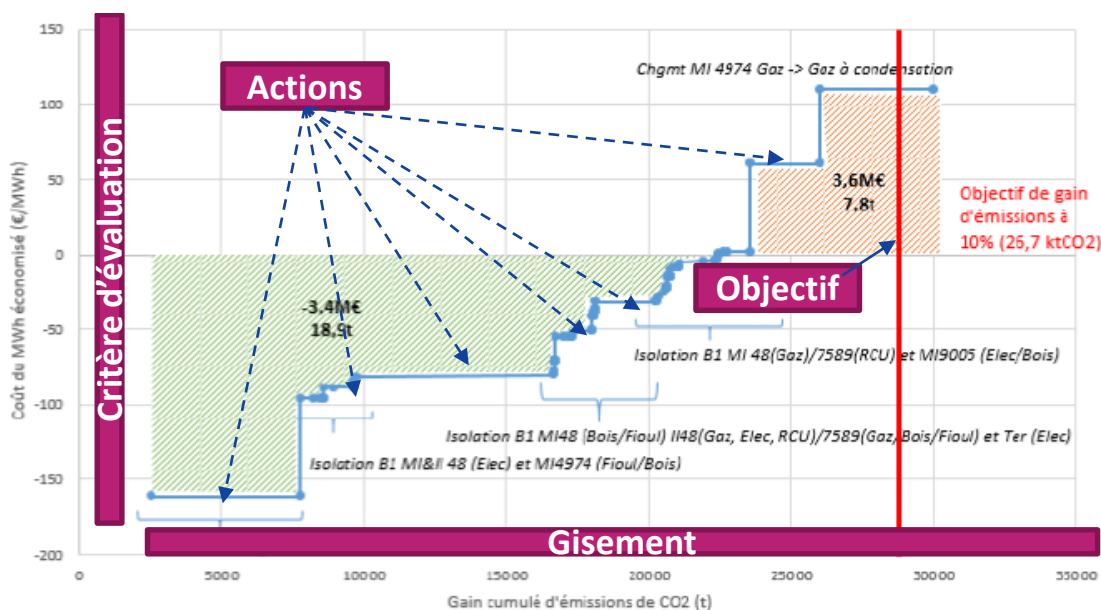 150
100
50
0
-50
-100
-150
-200
Coût du MWh économisé (€/MWh)
Critère d'évaluation
Actions
Chgmt MI 4974 Gaz -> Gaz à condensation
3,6M€
7,8t
Objectif de gain
d'émissions à
10% (26,7 ktCO2)
Objectif
-3,4M€
18,9t
Isolation B1 MI 48(Gaz)/7589(RCU) et MI9005 (Elec/Bois)
Isolation B1 MI48 (Bois/Fioul) II48(Gaz, Elec, RCU)/7589(Gaz/Bois/Fioul) et Ter (Elec)
Isolation B1 MI&II 48 (Elec) et MI4974 (Fioul/Bois)
Gisement
0
5000
10000
15000
20000
25000
30000
35000
Gain cumulé d'émissions de CO2 (t)